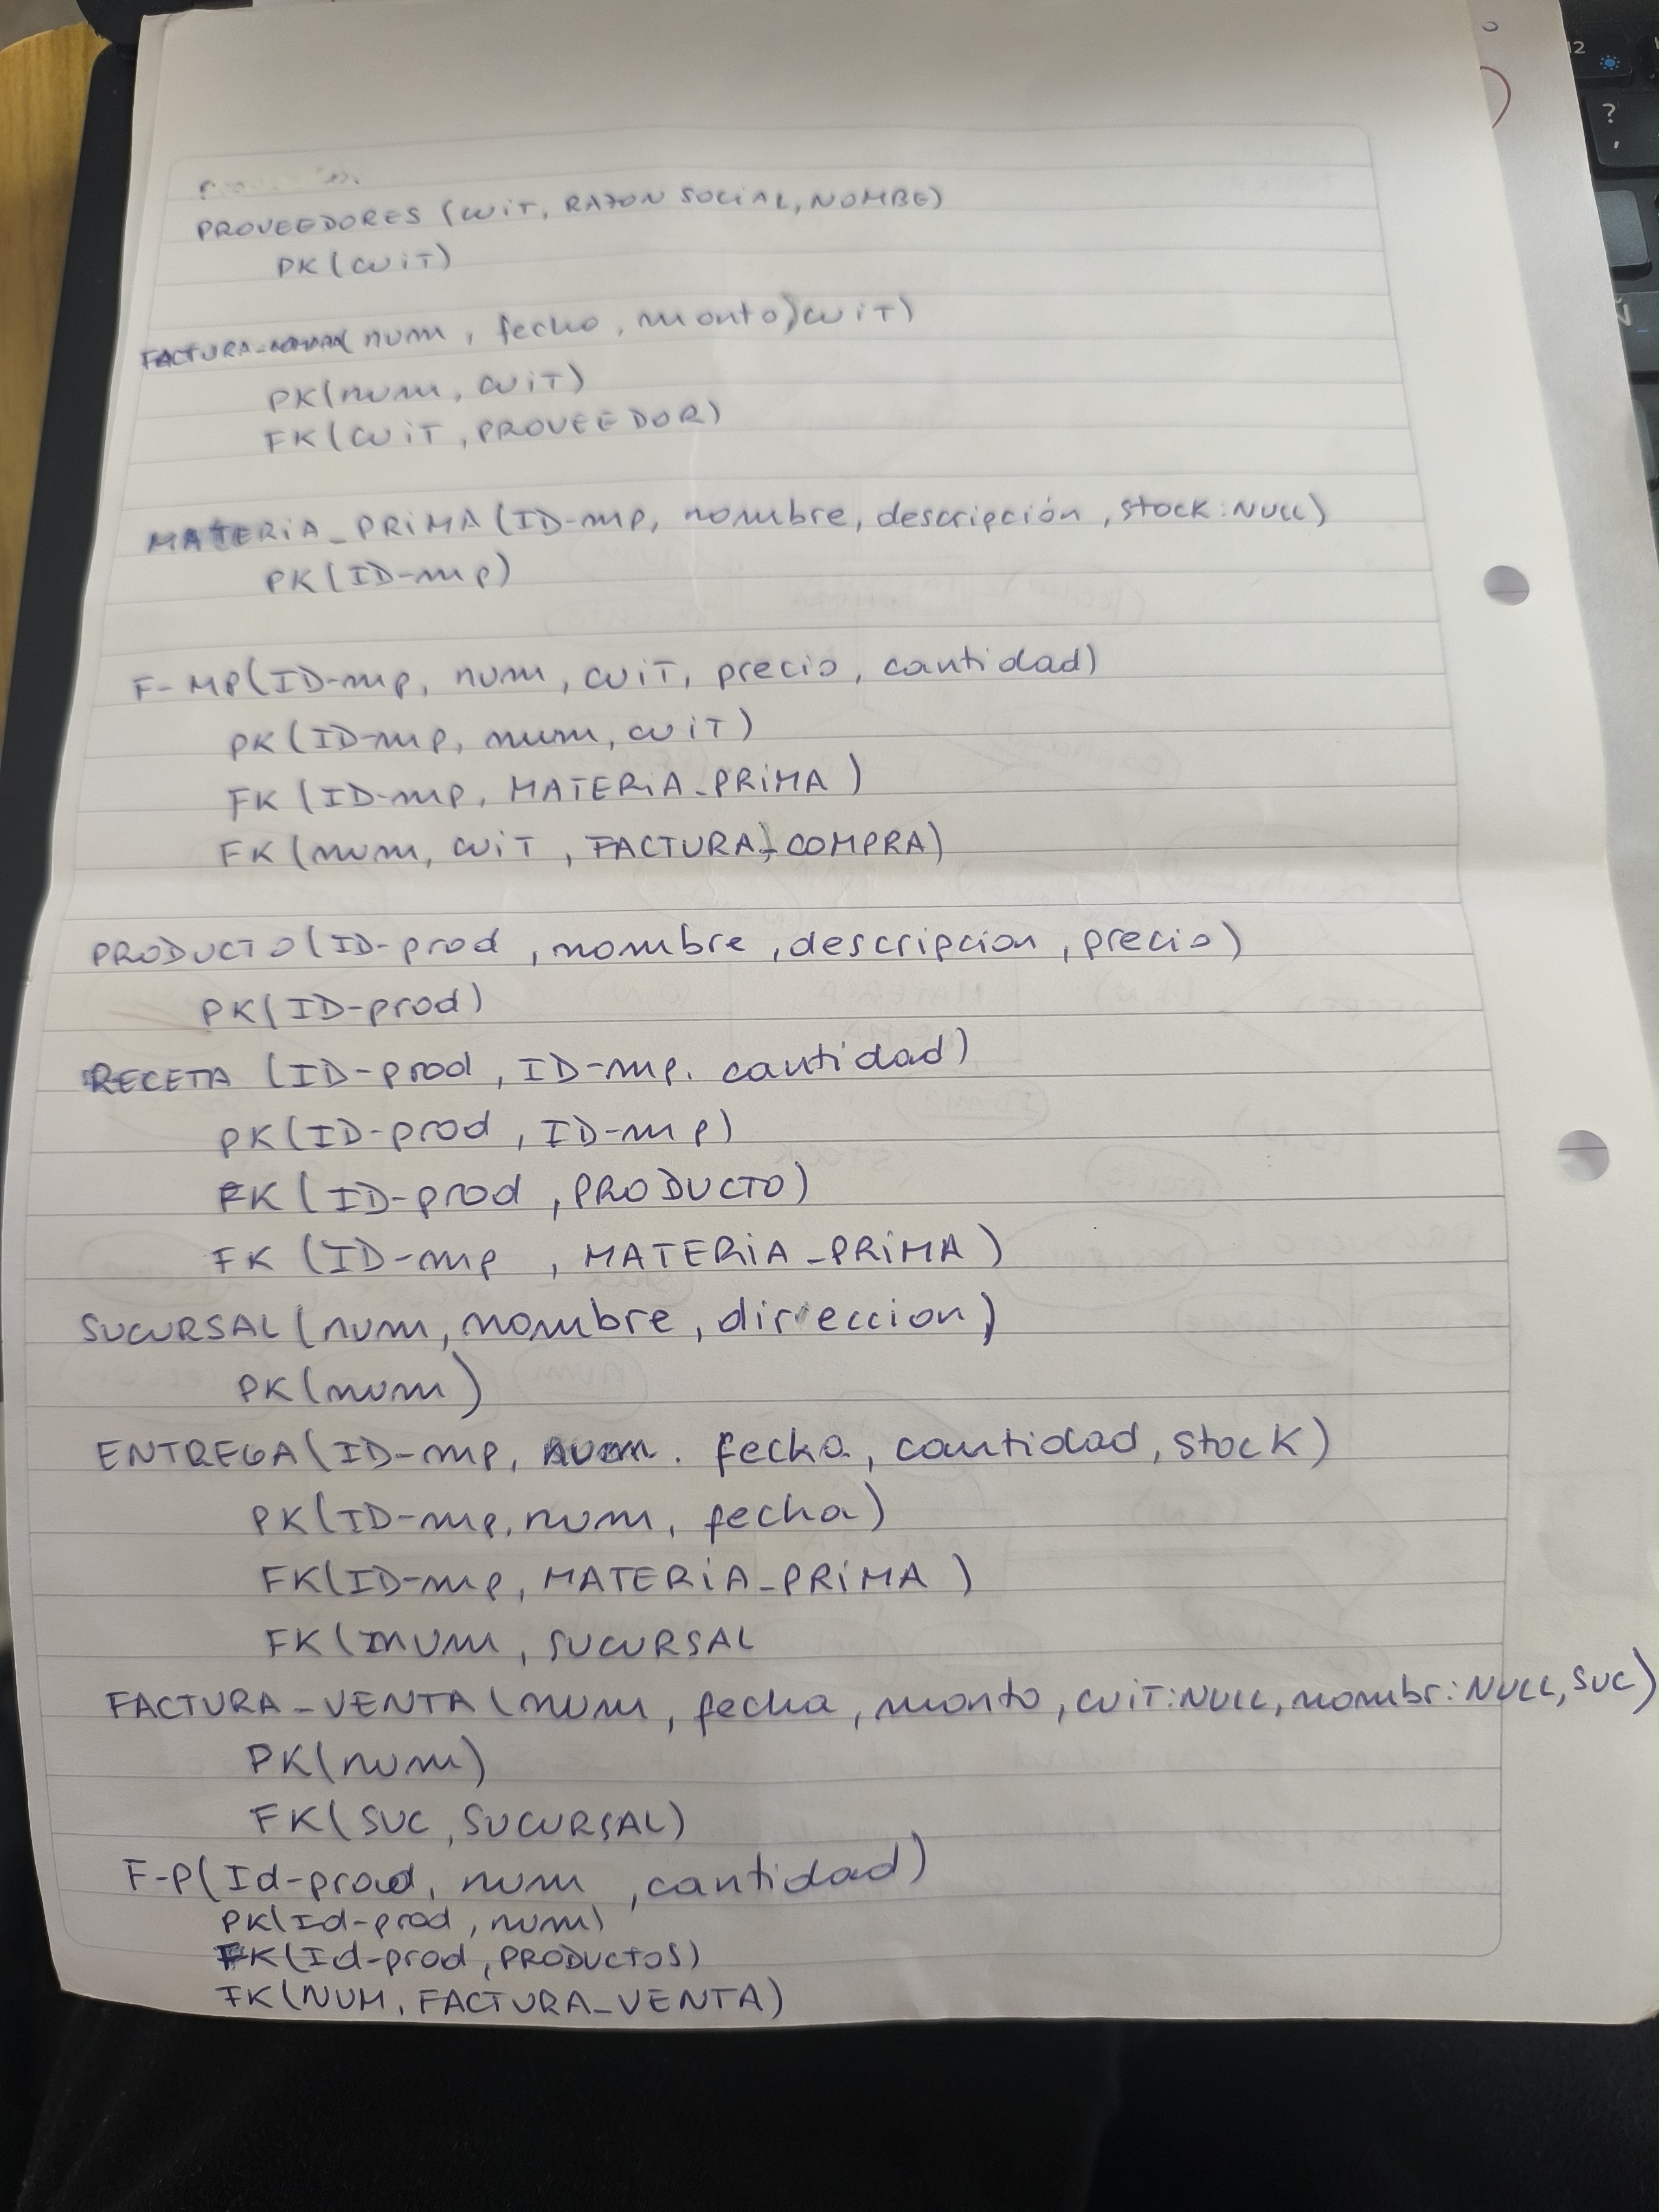 PROVEEDORES (CUIT, RAZON SOCIAL, NOMBE)
PK(CUIT)
FACTURA-( num, fecha, monto)CUIT)
PK(num, CUIT)
FK(CUIT, PROVEEDOR)
MATERIA_PRIMA(ID-mp, nombre, descripción, stock:NULL)
PK(ID-mp)
F-MP(ID-mp, num, CUIT, precio, cantidad)
PK(ID-mp, num, CUIT)
FK (ID-mp, MATERIA_PRIMA)
FK(num, CUIT, FACTURA_COMPRA)
PRODUCTO(ID-prod, nombre, descripcion, precio)
PK(ID-prod)
RECETA (ID-prod, ID-mp. cantidad)
PK(ID-prod, ID-mp)
FK(ID-prod, PRODUCTO)
FK (ID-mp, MATERIA_PRIMA)
SUCURSAL(num, nombre, direccion)
PK(num)
ENTREGA(ID-mp, num. fecha, cantidad, stock)
PK(ID-mp, num, fecha)
FK(ID-mp, MATERIA_PRIMA)
FK(num, SUCURSAL
FACTURA_VENTA(num, fecha, monto, CUIT:NULL, nombr:NULL, SUC)
PK(num)
FK(SUC, SUCURSAL)
F-P(Id-prod, num, cantidad)
PK(Id-prod, num)
FK(Id-prod, PRODUCTOS)
FK(NUM, FACTURA_VENTA)